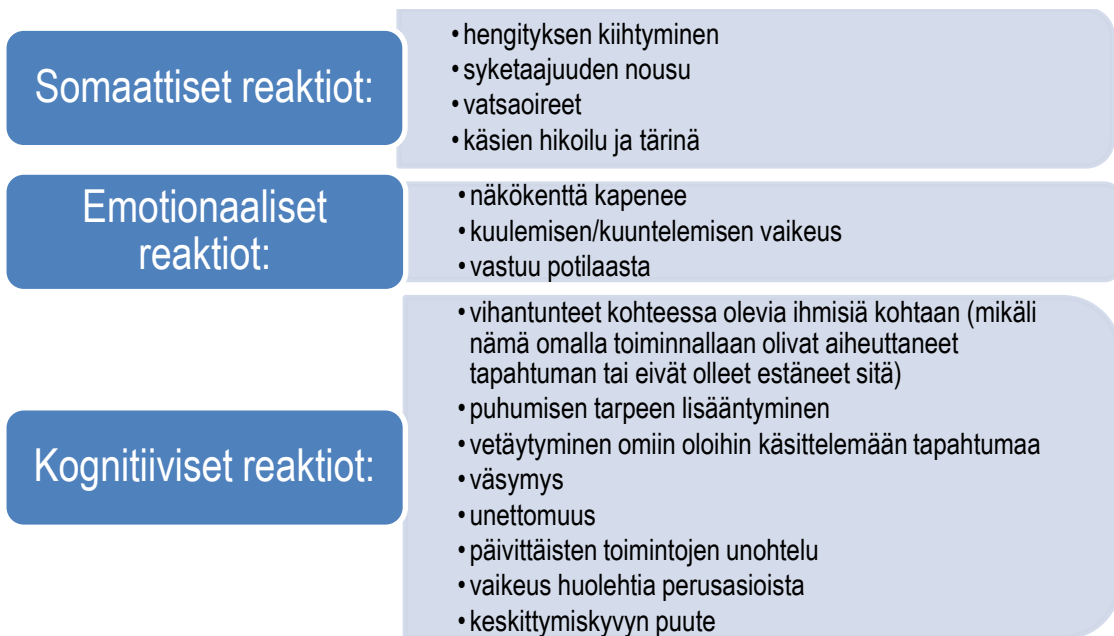 Somaattiset reaktiot:
• hengityksen kiihtyminen
• syketaajuuden nousu
• vatsaoireet
• käsien hikoilu ja tärinä
Emotionaaliset
reaktiot:
• näkökenttä kapenee
• kuulemisen/kuuntelemisen vaikeus
• vastuu potilaasta
Kognitiiviset reaktiot:
• vihantunteet kohteessa olevia ihmisiä kohtaan (mikäli
nämä omalla toiminnallaan olivat aiheuttaneet
tapahtuman tai eivät olleet estäneet sitä)
• puhumisen tarpeen lisääntyminen
• vetäytyminen omiin oloihin käsittelemään tapahtumaa
• väsymys
• unettomuus
• päivittäisten toimintojen unohtelu
• vaikeus huolehtia perusasioista
• keskittymiskyvyn puute